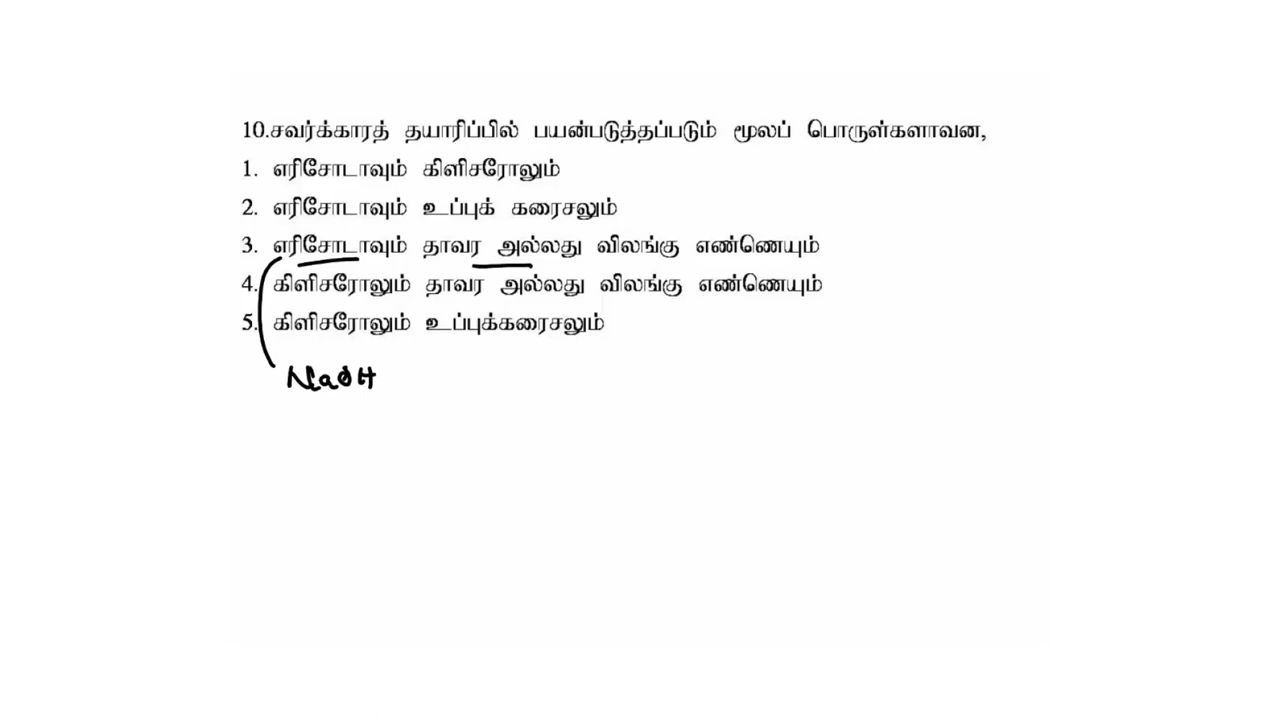 10.சவர்க்காரத் தயாரிப்பில் பயன்படுத்தப்படும் மூலப் பொருள்களாவன,
1. எரிசோடாவும் கிளிசரோலும்
2. எரிசோடாவும் உப்புக் கரைசலும்
3. எரிசோடாவும் தாவர அல்லது விலங்கு எண்ணெயும்
4. கிளிசரோலும் தாவர அல்லது விலங்கு எண்ணெயும்
5. கிளிசரோலும் உப்புக்கரைசலும்
NaOH